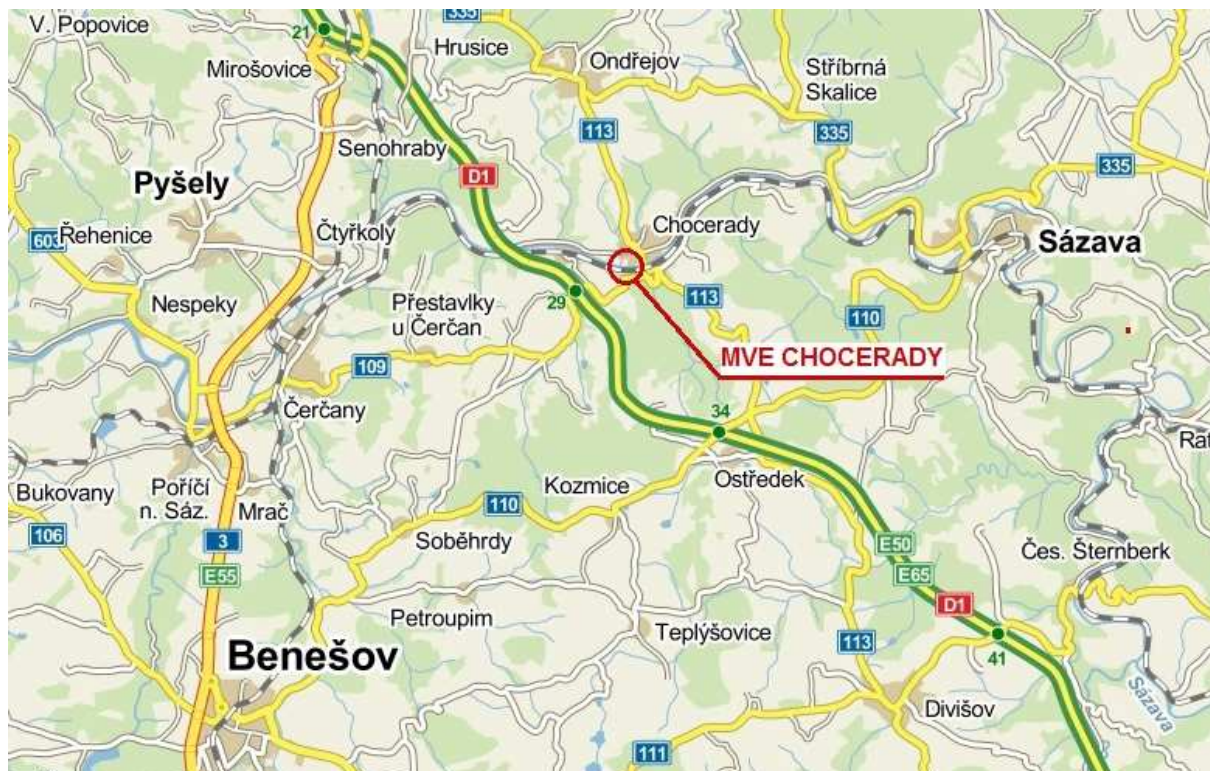 335
V. Popovice
21
Hrusice
Ondřejov
Mirošovice
Stříbrná
Skalice
113
335
Senohraby
335
D1
Pyšely
Chocerady
603
Řehenice
Čtyřkoly
Sázava
Nespeky
Přestavlky
u Čerčan
29
113
110
MVE CHOCERADY
109
Čerčany
34
Rat
Bukovany
Poříčí
n. Sáz.
Mrač
Kozmice
Ostředek
110
106
3
Soběhrdy
E50
Čes. Šternberk
E55
E65
D1
Petroupim
Teplýšovice
113
41
Benešov
Sázava
Divišov
111